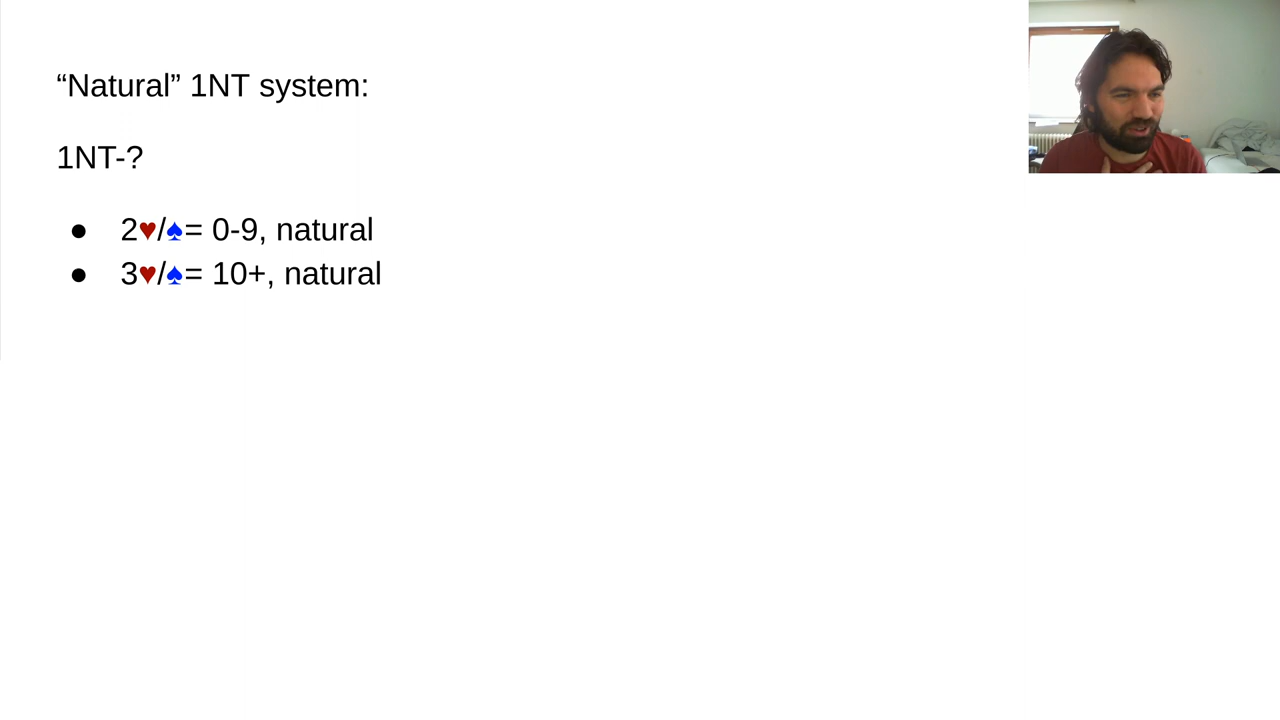 “Natural” 1NT system:
1NT-?
● 2♥/♠= 0-9, natural
● 3♥/♠= 10+, natural